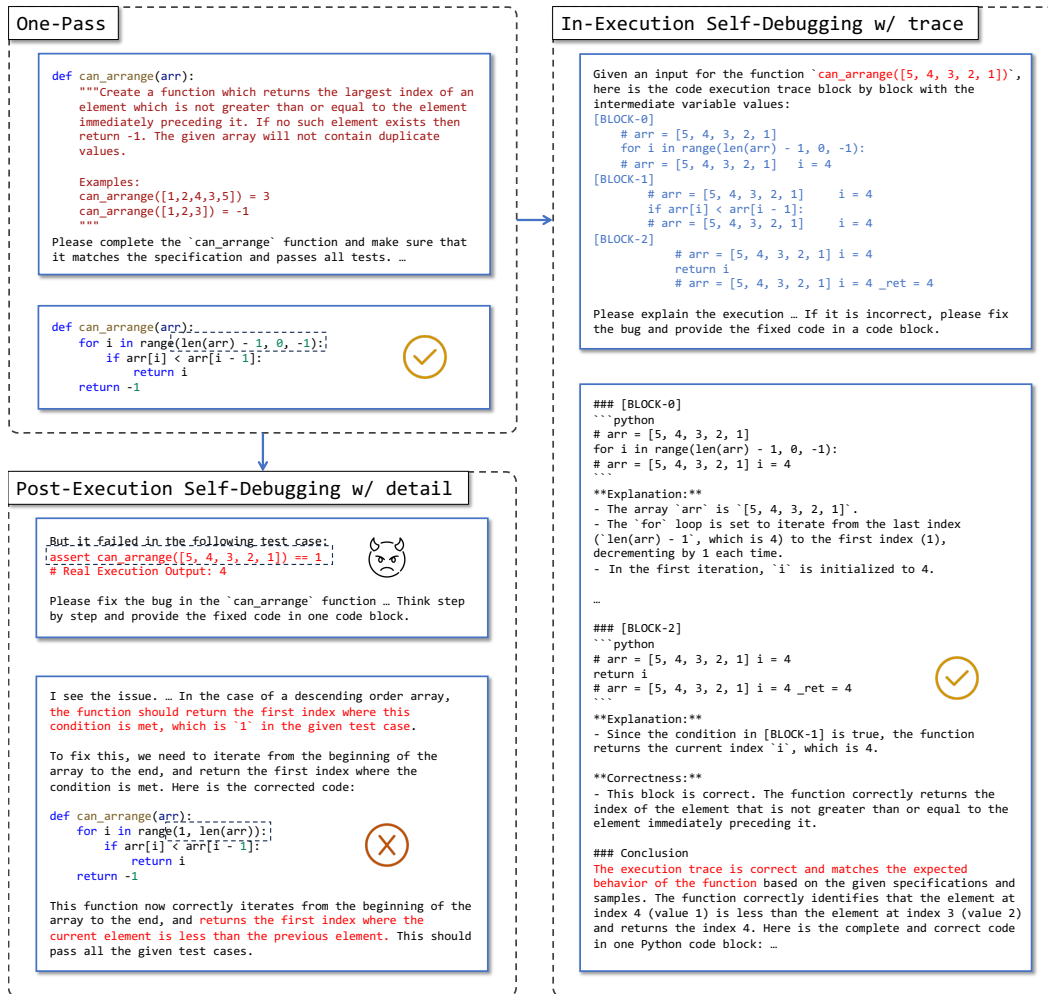 One-Pass
def can_arrange(arr):
"""Create a function which returns the largest index of an
element which is not greater than or equal to the element
immediately preceding it. If no such element exists then
return -1. The given array will not contain duplicate
values.
Examples:
can_arrange([1,2,4,3,5]) = 3
can_arrange([1,2,3]) = -1
"""
Please complete the `can_arrange` function and make sure that
it matches the specification and passes all tests. …
def can_arrange(arr):
for i in range(len(arr) - 1, 0, -1):
if arr[i] < arr[i - 1]:
return i
return -1
Post-Execution Self-Debugging w/ detail
But it failed in the following test case:
assert can_arrange([5, 4, 3, 2, 1]) == 1
# Real Execution Output: 4
Please fix the bug in the `can_arrange` function … Think step
by step and provide the fixed code in one code block.
I see the issue. … In the case of a descending order array,
the function should return the first index where this
condition is met, which is `1` in the given test case.
To fix this, we need to iterate from the beginning of the
array to the end, and return the first index where the
condition is met. Here is the corrected code:
def can_arrange(arr):
for i in range(1, len(arr)):
if arr[i] < arr[i - 1]:
return i
return -1
This function now correctly iterates from the beginning of the
array to the end, and returns the first index where the
current element is less than the previous element. This should
pass all the given test cases.
In-Execution Self-Debugging w/ trace
Given an input for the function `can_arrange([5, 4, 3, 2, 1])`,
here is the code execution trace block by block with the
intermediate variable values:
[BLOCK-0]
# arr = [5, 4, 3, 2, 1]
for i in range(len(arr) - 1, 0, -1):
# arr = [5, 4, 3, 2, 1] i = 4
[BLOCK-1]
# arr = [5, 4, 3, 2, 1] i = 4
if arr[i] < arr[i - 1]:
# arr = [5, 4, 3, 2, 1] i = 4
[BLOCK-2]
# arr = [5, 4, 3, 2, 1] i = 4
return i
# arr = [5, 4, 3, 2, 1] i = 4 _ret = 4
Please explain the execution … If it is incorrect, please fix
the bug and provide the fixed code in a code block.
### [BLOCK-0]
```python
# arr = [5, 4, 3, 2, 1]
for i in range(len(arr) - 1, 0, -1):
# arr = [5, 4, 3, 2, 1] i = 4
```
**Explanation:**
- The array `arr` is `[5, 4, 3, 2, 1]`.
- The `for` loop is set to iterate from the last index
(`len(arr) - 1`, which is 4) to the first index (1),
decrementing by 1 each time.
- In the first iteration, `i` is initialized to 4.
…
### [BLOCK-2]
```python
# arr = [5, 4, 3, 2, 1] i = 4
return i
# arr = [5, 4, 3, 2, 1] i = 4 _ret = 4
```
**Explanation:**
- Since the condition in [BLOCK-1] is true, the function
returns the current index `i`, which is 4.
**Correctness:**
- This block is correct. The function correctly returns the
index of the element that is not greater than or equal to the
element immediately preceding it.
### Conclusion
The execution trace is correct and matches the expected
behavior of the function based on the given specifications and
samples. The function correctly identifies that the element at
index 4 (value 1) is less than the element at index 3 (value 2)
and returns the index 4. Here is the complete and correct code
in one Python code block: …